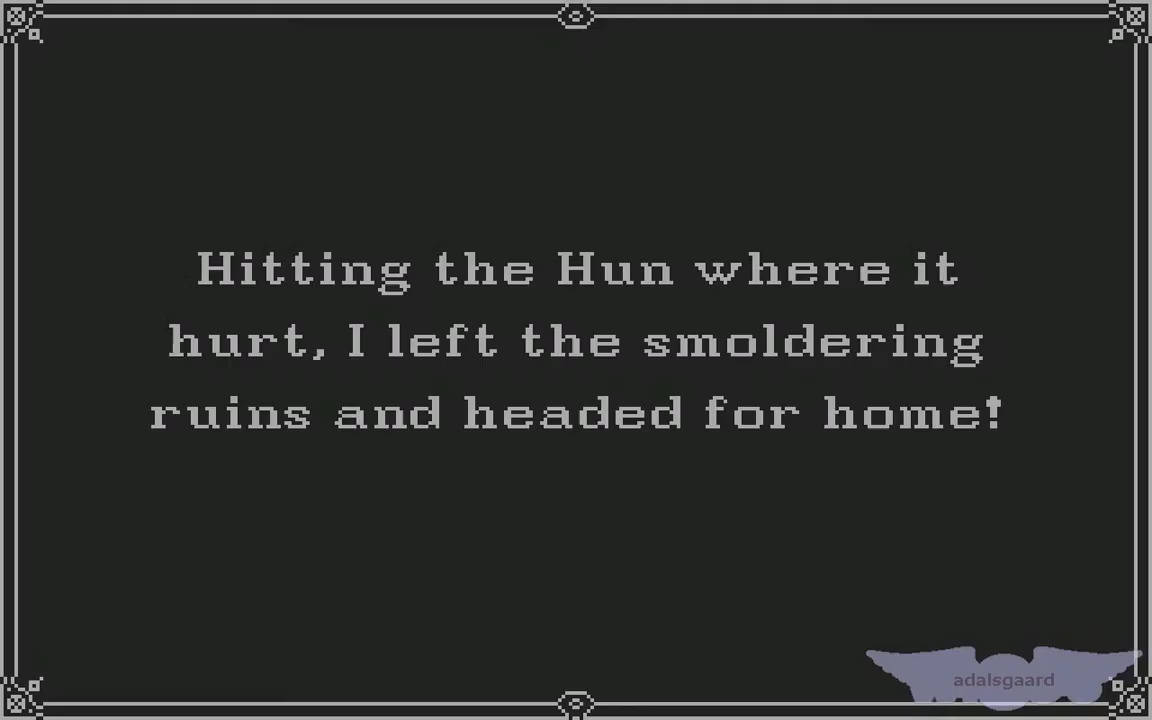 Hitting the Hun where it
hurt, I left the smoldering
ruins and headed for home!
adalsgaard